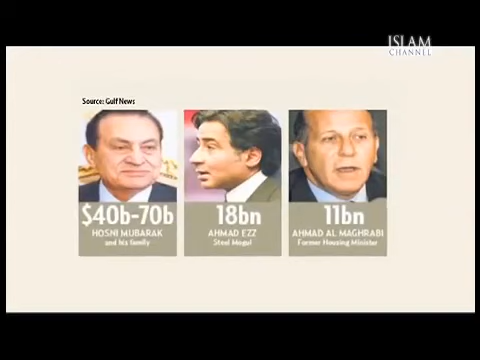 ISLAM
CHANNEL
Source: Gulf News
$40b-70b
HOSNI MUBARAK
and his family
18bn
AHMAD EZZ
Steel Mogul
11bn
AHMAD AL MAGHRABI
Former Housing Minister